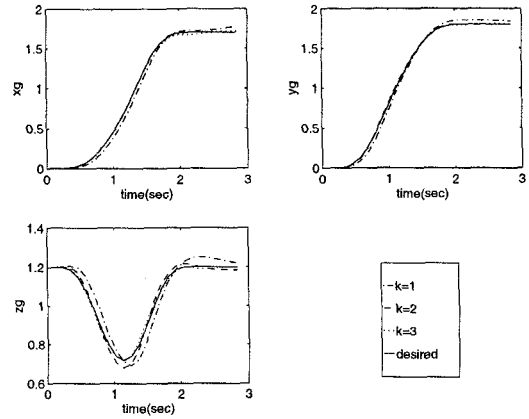 2
1.5
1
0.5
0
xg
0 1 2 3
time(sec)
2
1.5
1
0.5
0
yg
0 1 2 3
time(sec)
1.4
1.2
1
0.8
0.6
zg
0 1 2 3
time(sec)
k=1
k=2
k=3
desired